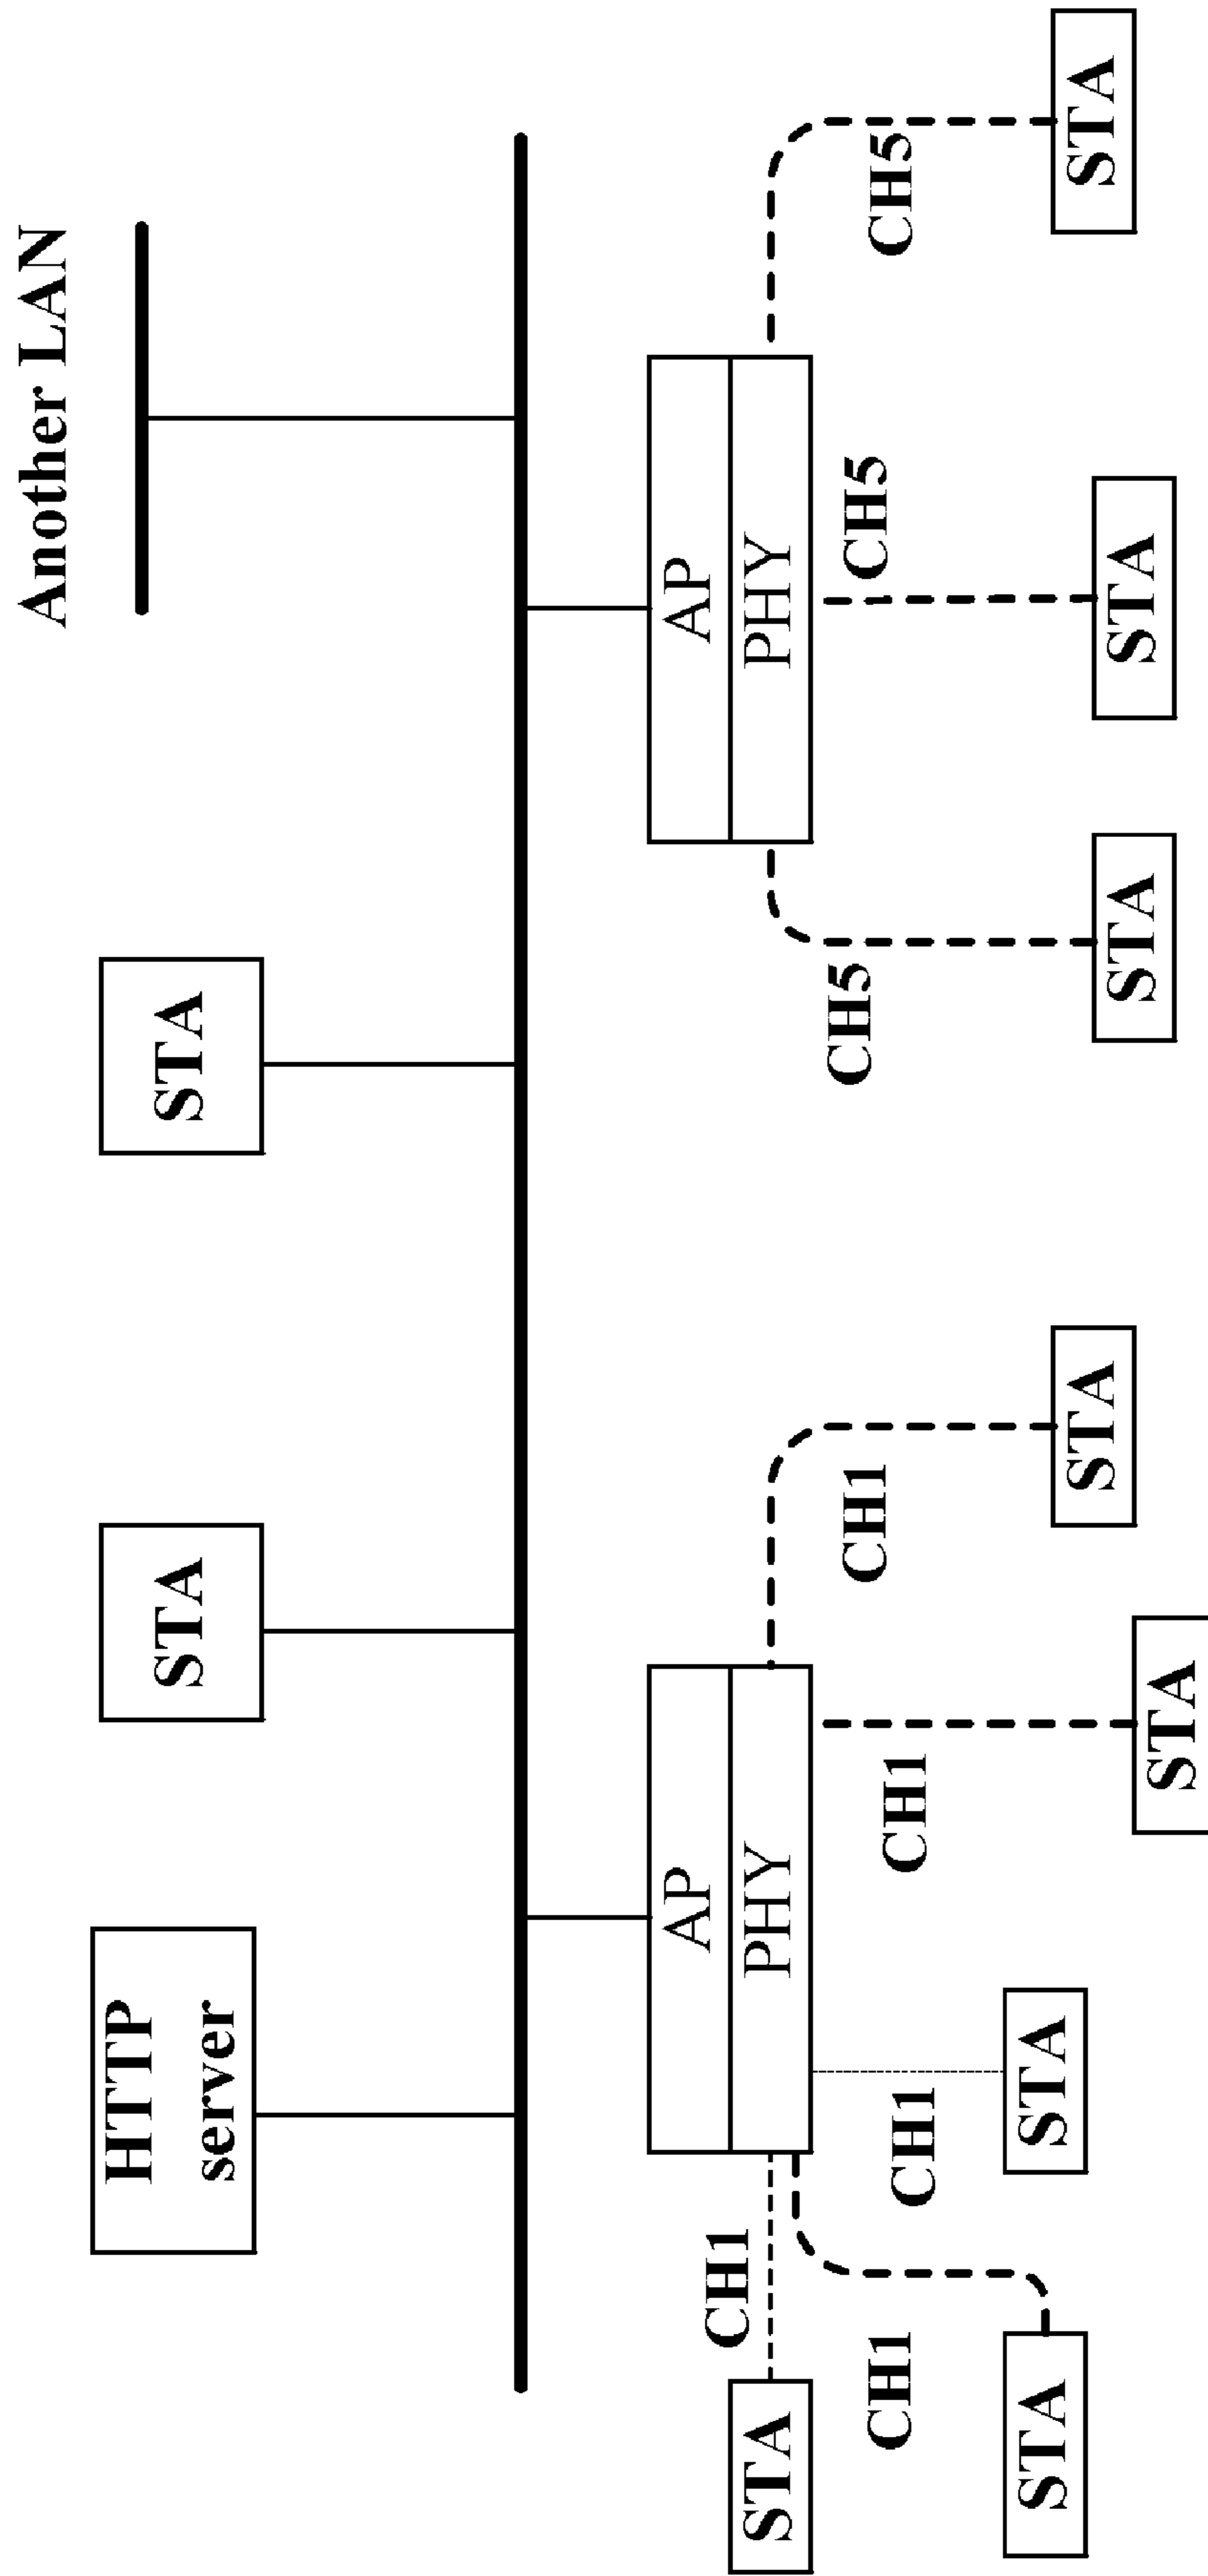 Another LAN
HTTP
server
STA
STA
AP
PHY
AP
PHY
CH1
STA
CH1
STA
CH1
STA
CH1
STA
CH1
STA
CH5
STA
CH5
STA
CH5
STA